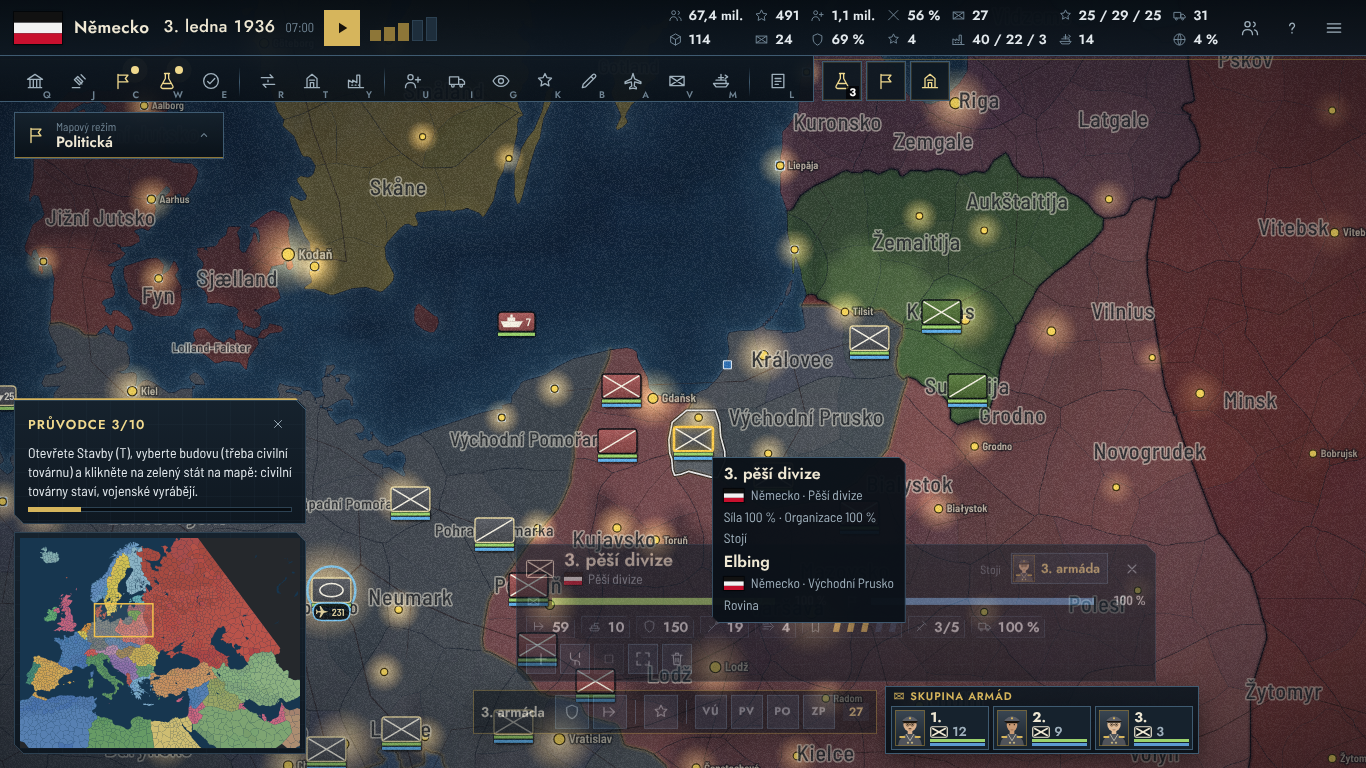 Německo 3. ledna 1936 07:00
67,4 mil. 491 1,1 mil. 56 % 27 25 / 29 / 25 31
114 24 69 % 4 40 / 22 / 3 14 4 %
?
Q J C W E R T Y U I G K B A V M L 3
Mapový režim
Politická
Aalborg
Pskov
Riga
Kuronsko
Zemgale
Latgale
Liepāja
Skåne
Aarhus
Jižní Jutsko
Aukštaitija
Žemaitija
Vitebsk
Kodaň
Sjælland
Fyn
Tilsit
Vilnius
7
Lolland-Falster
Královec
Kiel
25
Gdaňsk
Grodno
Minsk
Východní Prusko
Grodno
Novogrudek
Bobrujsk
Białystok
Toruň
Kujavsko
Neumark
231
PRŮVODCE 3/10
Otevřete Stavby (T), vyberte budovu (třeba civilní
továrnu) a klikněte na zelený stát na mapě: civilní
továrny staví, vojenské vyrábějí.
3. pěší divize
Německo · Pěší divize
Síla 100 % · Organizace 100 %
Stojí
Elbing
Německo · Východní Prusko
Rovina
3. pěší divize
Pěší divize
Stojí
3. armáda
100 %
Polesí
59 10 150 19 4 3/5 100 %
Lodž
Lodž
Radom
Žytomyr
3. armáda VÚ PV PO ZP 27
Vratislav
Kielce
Čenstochová
Volyň
SKUPINA ARMÁD
1. 12
2. 9
3. 3